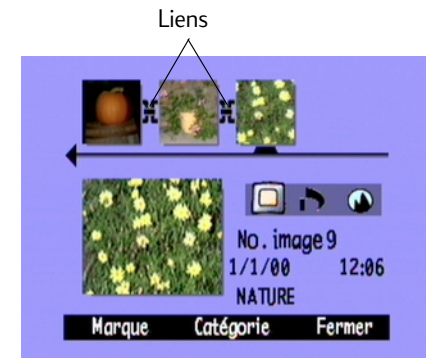 Liens
No. image 9
1/1/00 12:06
NATURE
Marque Catégorie Fermer